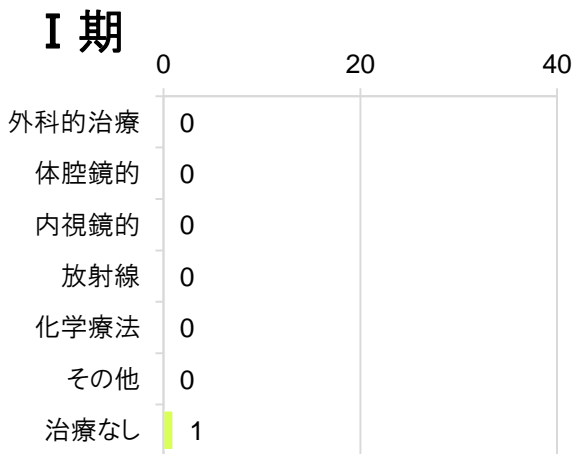 Ⅰ期
0 20 40
外科的治療 0
体腔鏡的 0
内視鏡的 0
放射線 0
化学療法 0
その他 0
治療なし 1